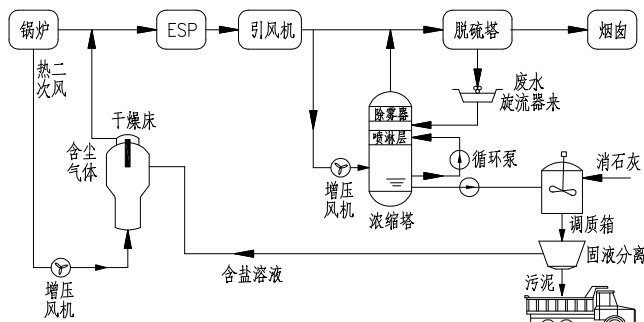 锅炉
ESP
引风机
脱硫塔
烟囱
热二
次风
废水
旋流器来
干燥床
除雾器
喷淋层
含尘
气体
循环泵
消石灰
增压
风机
浓缩塔
调质箱
固液分离
含盐溶液
污泥
增压
风机